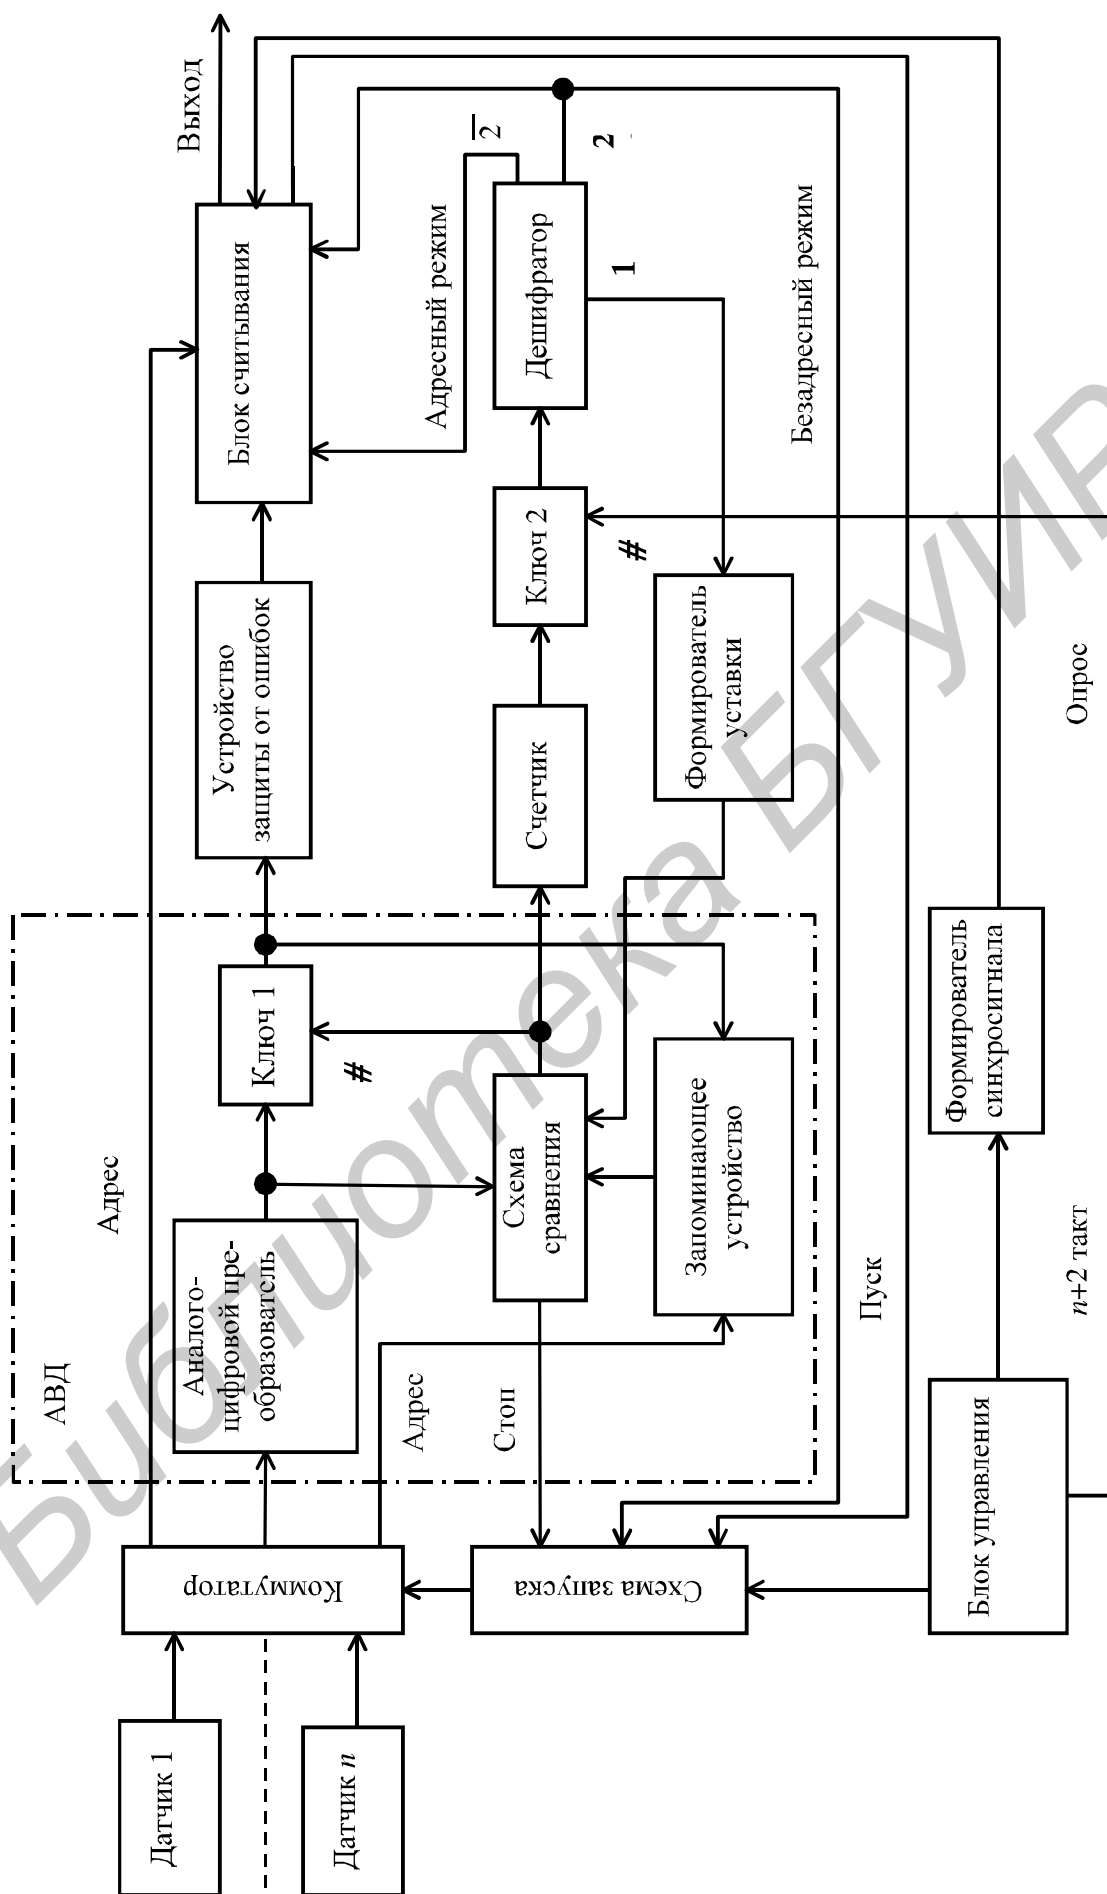 Датчик 1
Датчик n
Коммутатор
Схема запуска
Блок управления
АВД
Адрес
Аналого-
цифровой пре-
образователь
Адрес
Стоп
Ключ 1
#
Схема
сравнения
Запоминающее
устройство
Пуск
n+2 такт
Формирователь
синхросигнала
Устройство
защиты от ошибок
Счетчик
Формирователь
уставки
Опрос
Ключ 2
#
Блок считывания
Адресный режим
Дешифратор
1
Безадресный режим
2
2
Выход
Библиотека БГУИР